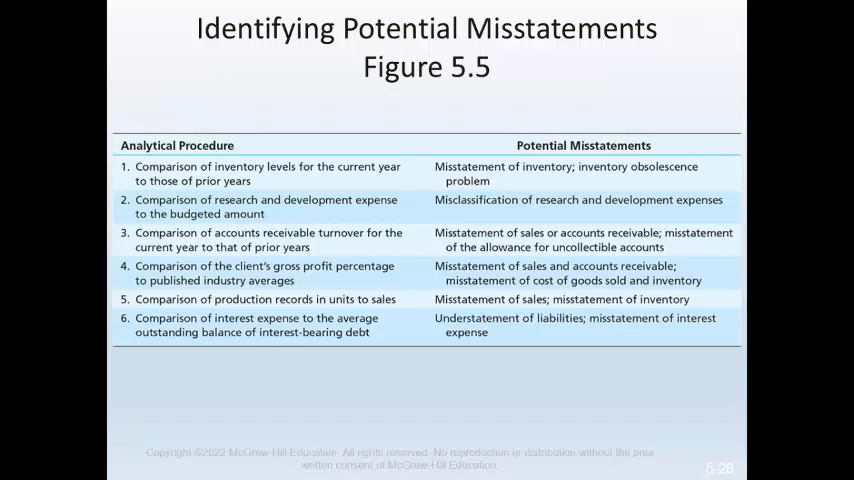 Identifying Potential Misstatements
Figure 5.5
Analytical Procedure Potential Misstatements
1. Comparison of inventory levels for the current year Misstatement of inventory; inventory obsolescence
to those of prior years problem
2. Comparison of research and development expense Misclassification of research and development expenses
to the budgeted amount
3. Comparison of accounts receivable turnover for the Misstatement of sales or accounts receivable; misstatement
current year to that of prior years of the allowance for uncollectible accounts
4. Comparison of the client's gross profit percentage Misstatement of sales and accounts receivable;
to published industry averages misstatement of cost of goods sold and inventory
5. Comparison of production records in units to sales Misstatement of sales; misstatement of inventory
6. Comparison of interest expense to the average Understatement of liabilities; misstatement of interest
outstanding balance of interest-bearing debt expense
Copyright ©2022 McGraw-Hill Education. All rights reserved. No reproduction or distribution without the prior
written consent of McGraw-Hill Education.
5-26